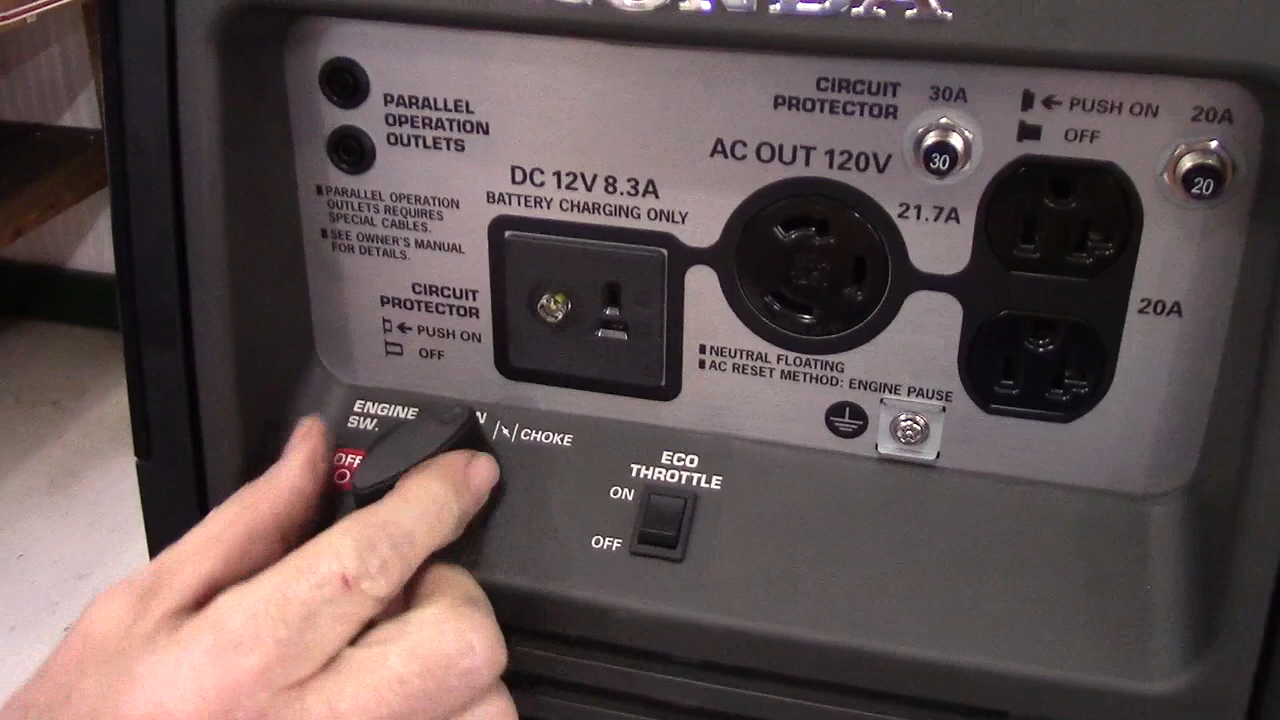 PARALLEL
OPERATION
OUTLETS
PARALLEL OPERATION
OUTLETS REQUIRES
SPECIAL CABLES.
SEE OWNER'S MANUAL
FOR DETAILS.
CIRCUIT
PROTECTOR
PUSH ON
OFF
DC 12V 8.3A
BATTERY CHARGING ONLY
CIRCUIT
PROTECTOR
30A
30
AC OUT 120V
21.7A
PUSH ON
OFF
20A
20
20A
NEUTRAL FLOATING
AC RESET METHOD: ENGINE PAUSE
ENGINE
SW.
OFF
CHOKE
ECO
THROTTLE
ON
OFF